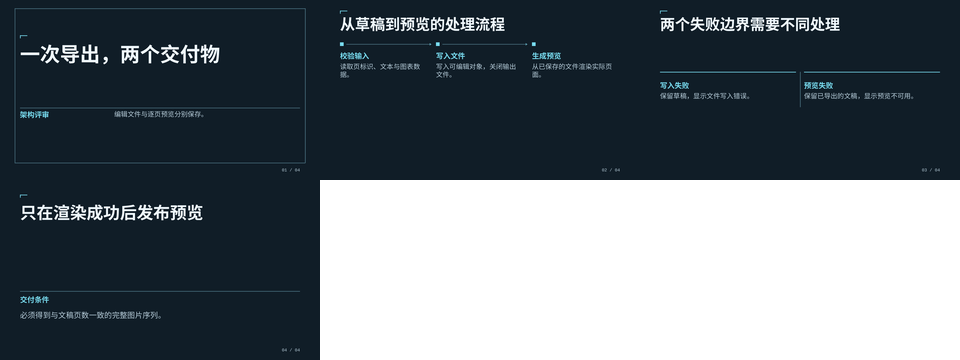 一次导出，两个交付物
架构评审
编辑文件与逐页预览分别保存。
01 / 04
从草稿到预览的处理流程
校验输入
读取页标识、文本与图表数
据。
写入文件
写入可编辑对象，关闭输出
文件。
生成预览
从已保存的文件渲染实际页
面。
02 / 04
两个失败边界需要不同处理
写入失败
保留草稿，显示文件写入错误。
预览失败
保留已导出的文稿，显示预览不可用。
03 / 04
只在渲染成功后发布预览
交付条件
必须得到与文稿页数一致的完整图片序列。
04 / 04